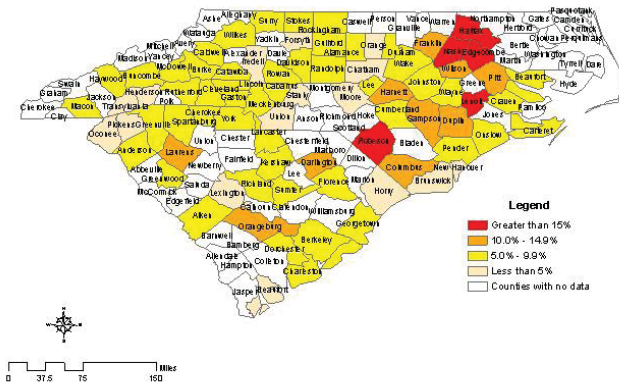 Alleghany
Ashe
Surry
Stokes
Rockingham
Caswell
Person
Granville
Vance
Warren
Halifax
Northampton
Gates
Hertford
Pasquotank
Camden
Currituck
Perquimans
Chowan
Bertie
Watauga
Wilkes
Yadkin
Forsyth
Guilford
Alamance
Orange
Durham
Franklin
Nash
Edgecombe
Martin
Washington
Tyrrell
Dare
Mitchell
Avery
Yancey
Madison
Caldwell
Alexander
Davie
Iredell
Davidson
Randolph
Chatham
Wake
Wilson
Pitt
Beaufort
Hyde
Haywood
Buncombe
McDowell
Burke
Catawba
Rowan
Lincoln
Cabarrus
Stanly
Montgomery
Moore
Lee
Harnett
Johnston
Wayne
Greene
Lenoir
Craven
Pamlico
Swain
Graham
Cherokee
Clay
Macon
Jackson
Transylvania
Henderson
Polk
Rutherford
Cleveland
Gaston
Mecklenburg
Union
Anson
Richmond
Scotland
Hoke
Cumberland
Sampson
Duplin
Jones
Carteret
Onslow
Pender
Robeson
Bladen
Columbus
New Hanover
Brunswick
Oconee
Pickens
Greenville
Spartanburg
Cherokee
York
Lancaster
Chester
Union
Chesterfield
Marlboro
Dillon
Anderson
Laurens
Newberry
Fairfield
Kershaw
Lee
Darlington
Marion
Horry
Abbeville
Greenwood
McCormick
Saluda
Edgefield
Lexington
Richland
Sumter
Florence
Calhoun
Clarendon
Williamsburg
Georgetown
Aiken
Orangeburg
Barnwell
Bamberg
Dorchester
Berkeley
Allendale
Hampton
Colleton
Charleston
Jasper
Beaufort
Legend
Greater than 15%
10.0% - 14.9%
5.0% - 9.9%
Less than 5%
Counties with no data
0 37.5 75 150
Miles